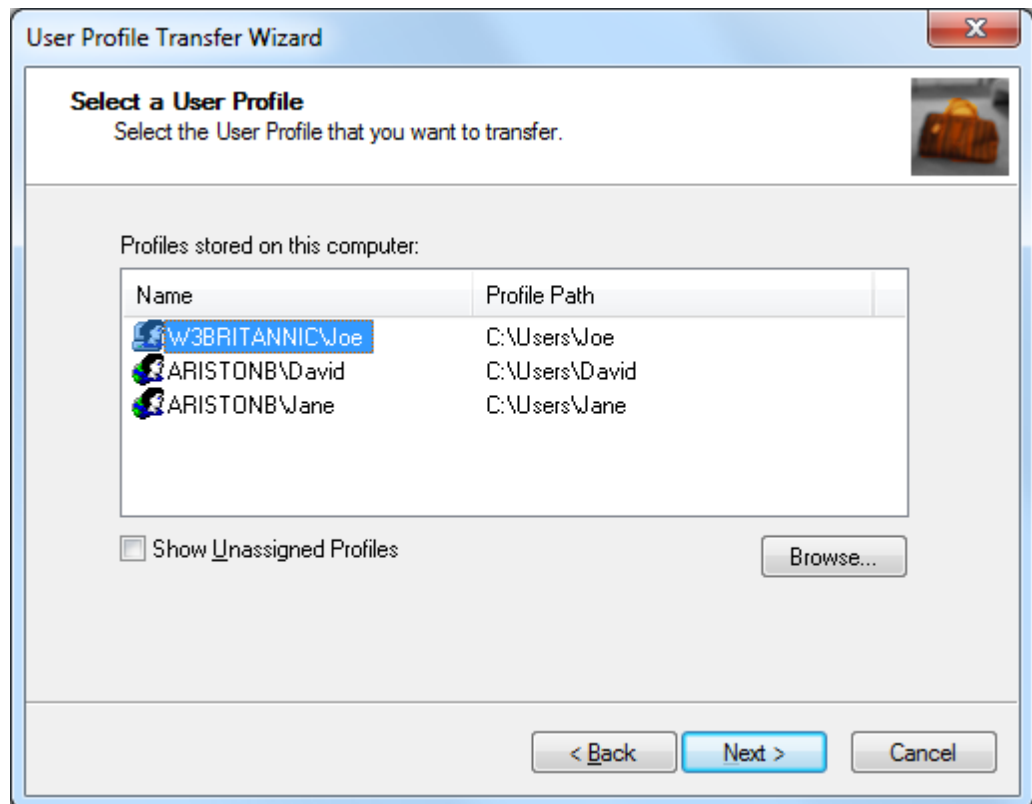 User Profile Transfer Wizard
Select a User Profile
Select the User Profile that you want to transfer.
Profiles stored on this computer:
Name Profile Path
W3BRITANNIC\Joe C:\Users\Joe
ARISTONB\David C:\Users\David
ARISTONB\Jane C:\Users\Jane
Show Unassigned Profiles
Browse...
< Back Next > Cancel